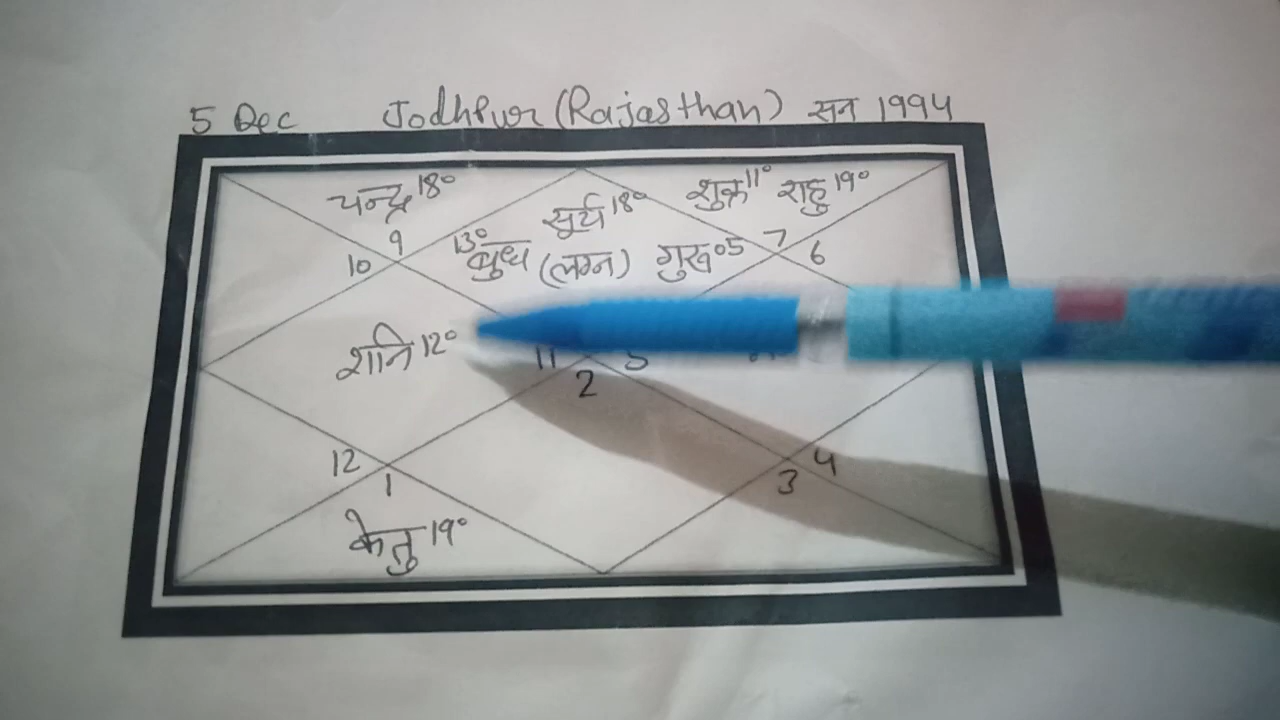 5 Dec Jodhpur (Rajasthan) सन 1994
चन्द्र 18° सूर्य 18° शुक्र 11° राहु 19°
9 13° बुध (लग्न) गुरु °05 7 6
10
शनि 12° 11 5
2
12 4
1 3
केतु 19°